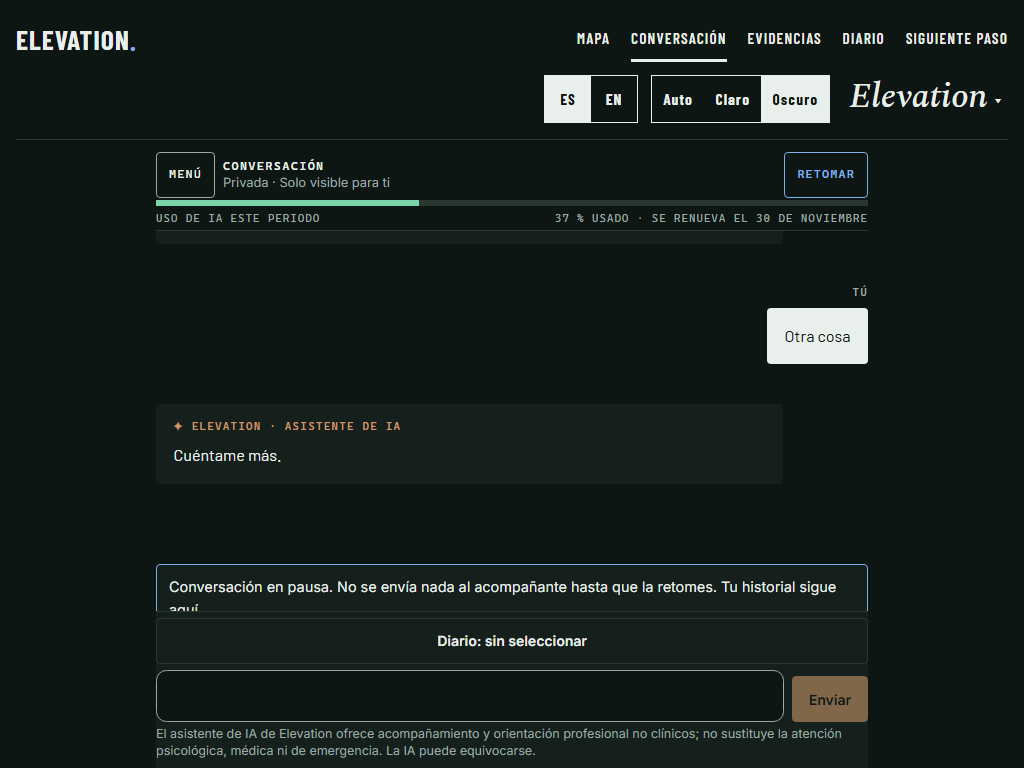 ELEVATION.
MAPA CONVERSACIÓN EVIDENCIAS DIARIO SIGUIENTE PASO
ES EN Auto Claro Oscuro Elevation
MENÚ
CONVERSACIÓN
Privada · Solo visible para ti
RETOMAR
USO DE IA ESTE PERIODO 37 % USADO · SE RENUEVA EL 30 DE NOVIEMBRE
TÚ
Otra cosa
✦ ELEVATION · ASISTENTE DE IA
Cuéntame más.
Conversación en pausa. No se envía nada al acompañante hasta que la retomes. Tu historial sigue
aquí.
Diario: sin seleccionar
Enviar
El asistente de IA de Elevation ofrece acompañamiento y orientación profesional no clínicos; no sustituye la atención
psicológica, médica ni de emergencia. La IA puede equivocarse.